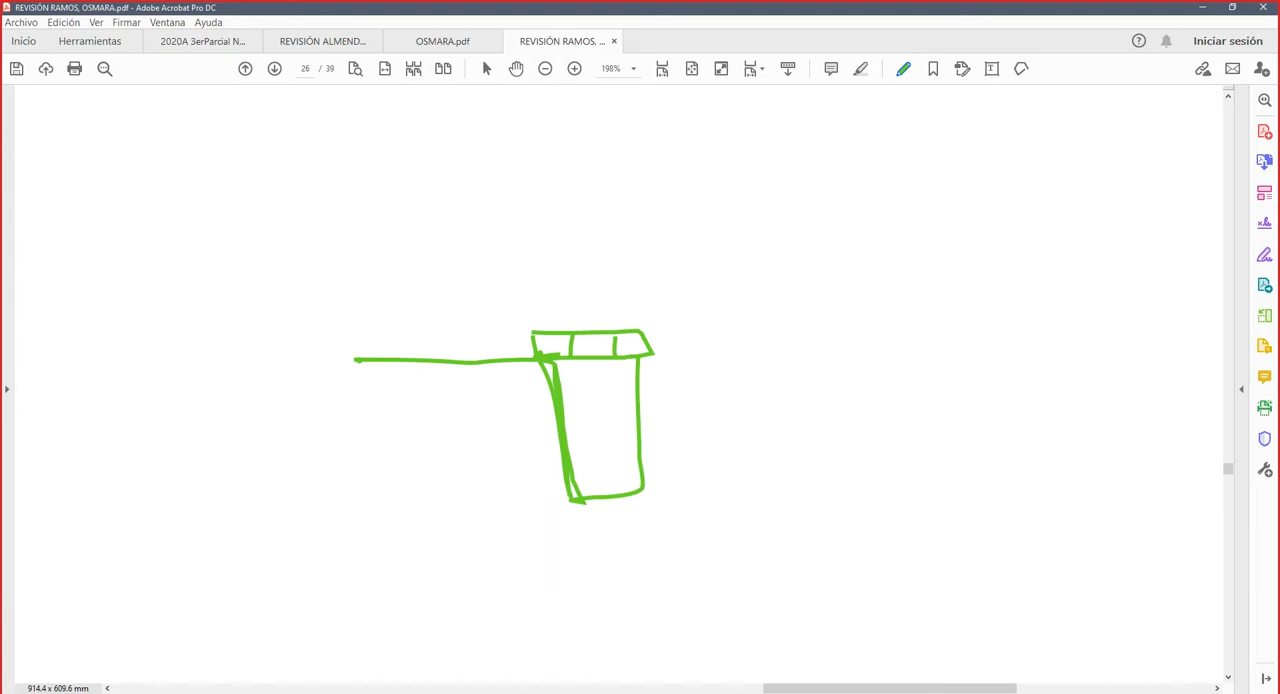 REVISIÓN RAMOS, OSMARA.pdf - Adobe Acrobat Pro DC
Archivo Edición Ver Firmar Ventana Ayuda
Inicio Herramientas 2020A 3erParcial N... REVISIÓN ALMEND... OSMARA.pdf REVISIÓN RAMOS, ... × Iniciar sesión
26 / 39 198%
914.4 x 609.6 mm